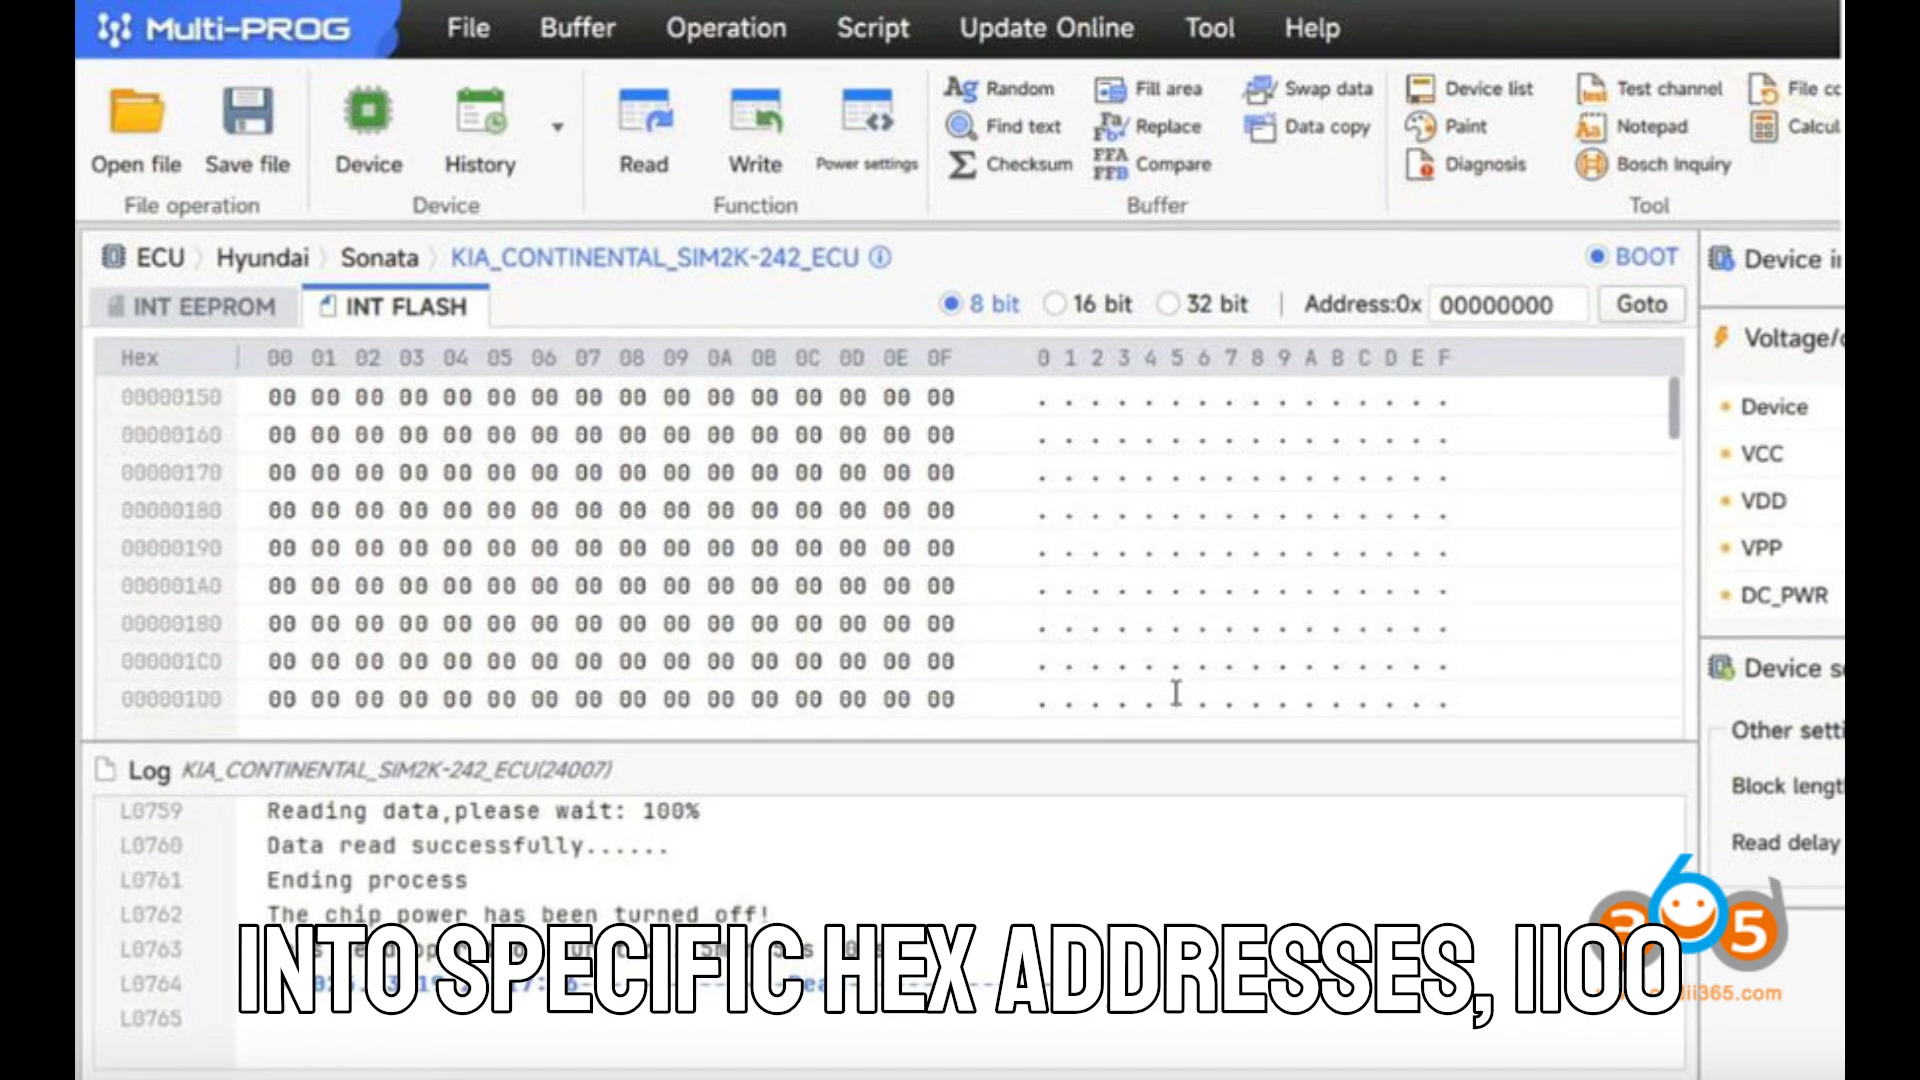 Multi-PROG File Buffer Operation Script Update Online Tool Help
Open file Save file Device History Read Write Power settings
Random Fill area Swap data Device list Test channel
Find text Replace Data copy Paint Notepad
Checksum Compare Diagnosis Bosch Inquiry
File operation Device Function Buffer Tool
ECU Hyundai Sonata KIA_CONTINENTAL_SIM2K-242_ECU BOOT
INT EEPROM INT FLASH 8 bit 16 bit 32 bit | Address:0x 00000000 Goto
Hex 00 01 02 03 04 05 06 07 08 09 0A 0B 0C 0D 0E 0F 0 1 2 3 4 5 6 7 8 9 A B C D E F
00000150 00 00 00 00 00 00 00 00 00 00 00 00 00 00 00 00 . . . . . . . . . . . . . . . .
00000160 00 00 00 00 00 00 00 00 00 00 00 00 00 00 00 00 . . . . . . . . . . . . . . . .
00000170 00 00 00 00 00 00 00 00 00 00 00 00 00 00 00 00 . . . . . . . . . . . . . . . .
00000180 00 00 00 00 00 00 00 00 00 00 00 00 00 00 00 00 . . . . . . . . . . . . . . . .
00000190 00 00 00 00 00 00 00 00 00 00 00 00 00 00 00 00 . . . . . . . . . . . . . . . .
000001A0 00 00 00 00 00 00 00 00 00 00 00 00 00 00 00 00 . . . . . . . . . . . . . . . .
000001B0 00 00 00 00 00 00 00 00 00 00 00 00 00 00 00 00 . . . . . . . . . . . . . . . .
000001C0 00 00 00 00 00 00 00 00 00 00 00 00 00 00 00 00 . . . . . . . . . . . . . . . .
000001D0 00 00 00 00 00 00 00 00 00 00 00 00 00 00 00 00 . . . . . . . . . . . . . . . .
Device
Voltage/
Device
VCC
VDD
VPP
DC_PWR
Device
Other
Block
Read delay
Log KIA_CONTINENTAL_SIM2K-242_ECU(24007)
L0759 Reading data,please wait: 100%
L0760 Data read successfully......
L0761 Ending process
L0762 The chip power has been turned off!
L0763
L0764
L0765
INTO SPECIFIC HEX ADDRESSES, 1100
365